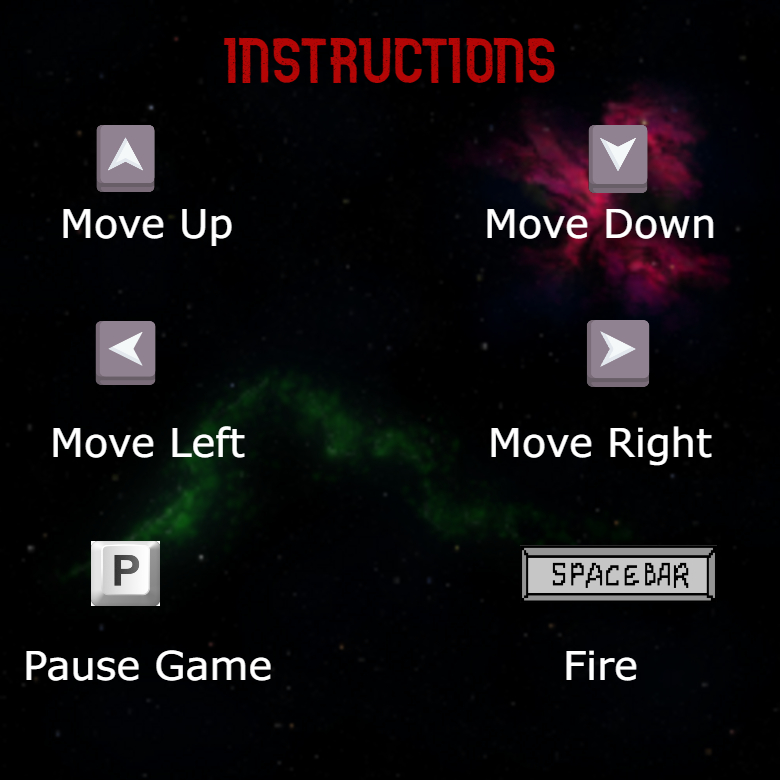 INSTRUCTIONS
Move Up
Move Down
Move Left
Move Right
P
SPACEBAR
Pause Game
Fire